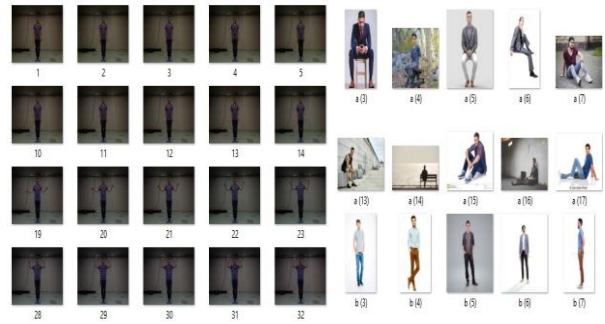 1 2 3 4 5
a (3) a (4) a (5) a (6) a (7)
10 11 12 13 14
a (13) a (14) a (15) a (16) a (17)
19 20 21 22 23
b (3) b (4) b (5) b (6) b (7)
28 29 30 31 32